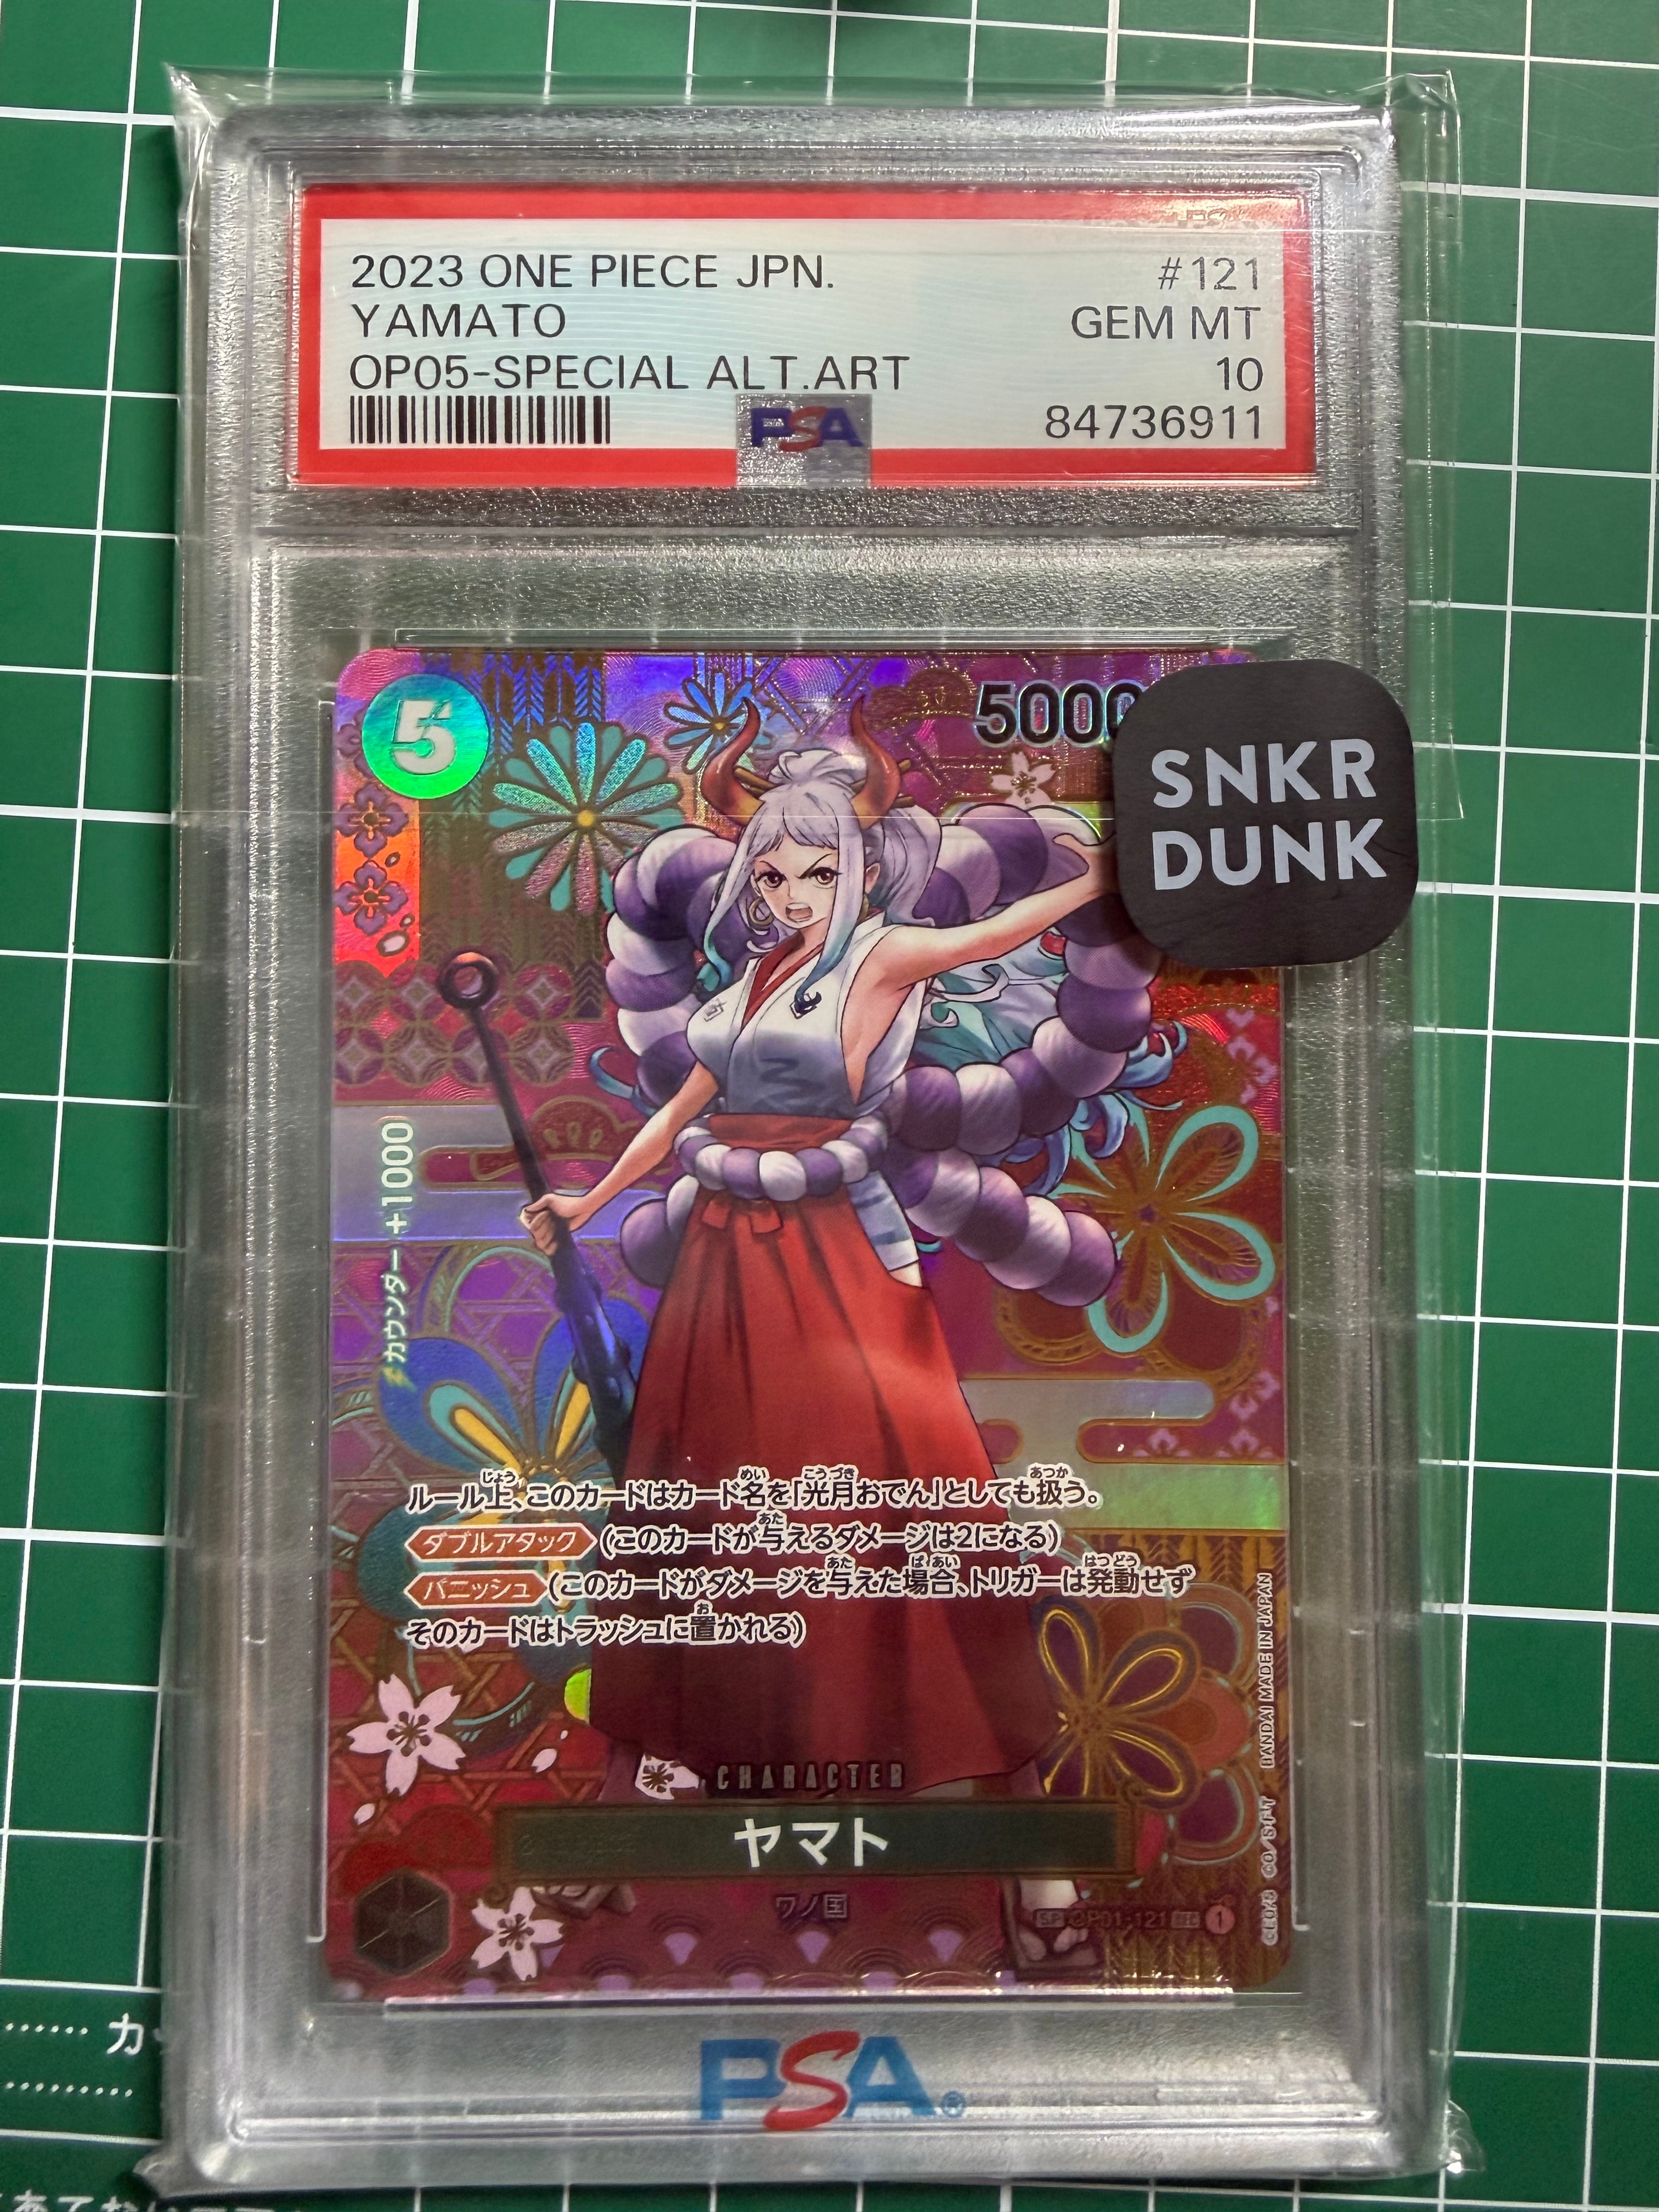 2023 ONE PIECE JPN. #121
YAMATO GEM MT
OP05-SPECIAL ALT.ART 10
PSA 84736911
5 5000
SNKR
DUNK
カウンター+1000
ルール上、このカードはカード名を「光月おでん」としても扱う。
ダブルアタック (このカードが与えるダメージは2になる)
バニッシュ (このカードがダメージを与えた場合、トリガーは発動せず
そのカードはトラッシュに置かれる)
CHARACTER
ヤマト
ワノ国
SP OP01-121 1
BANDAI MADE IN JAPAN
PSA